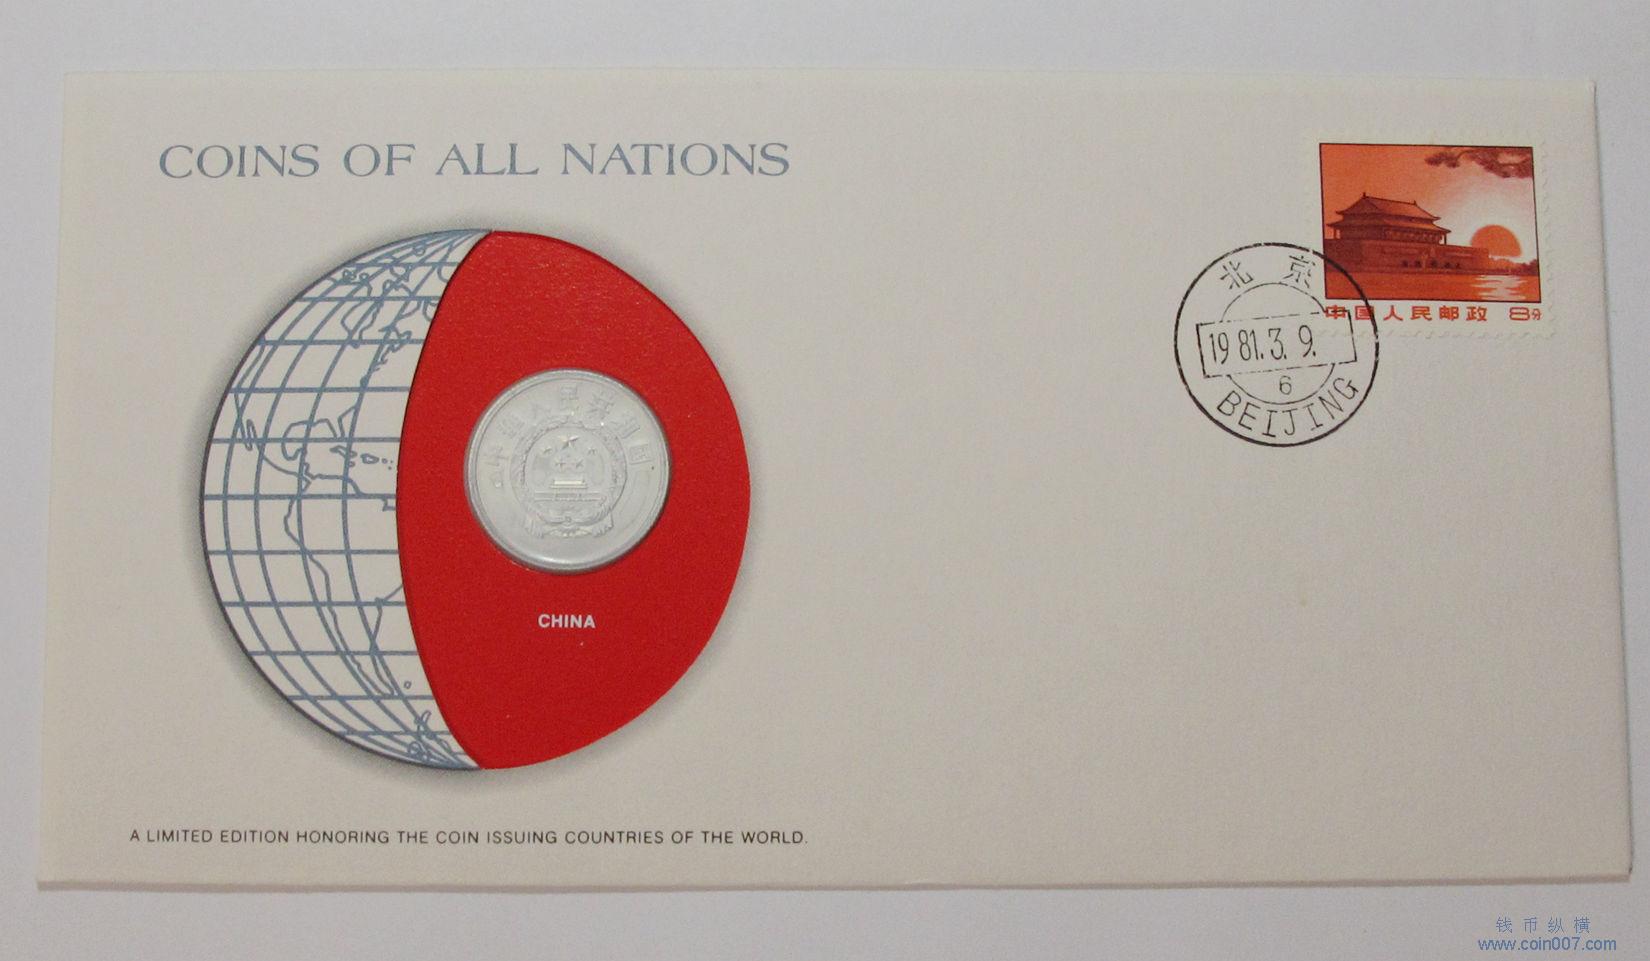 COINS OF ALL NATIONS
中国人民邮政 8分
北京
1981.3.9.
6
BEIJING
中华人民共和国
CHINA
A LIMITED EDITION HONORING THE COIN ISSUING COUNTRIES OF THE WORLD.
钱币纵横
www.coin007.com